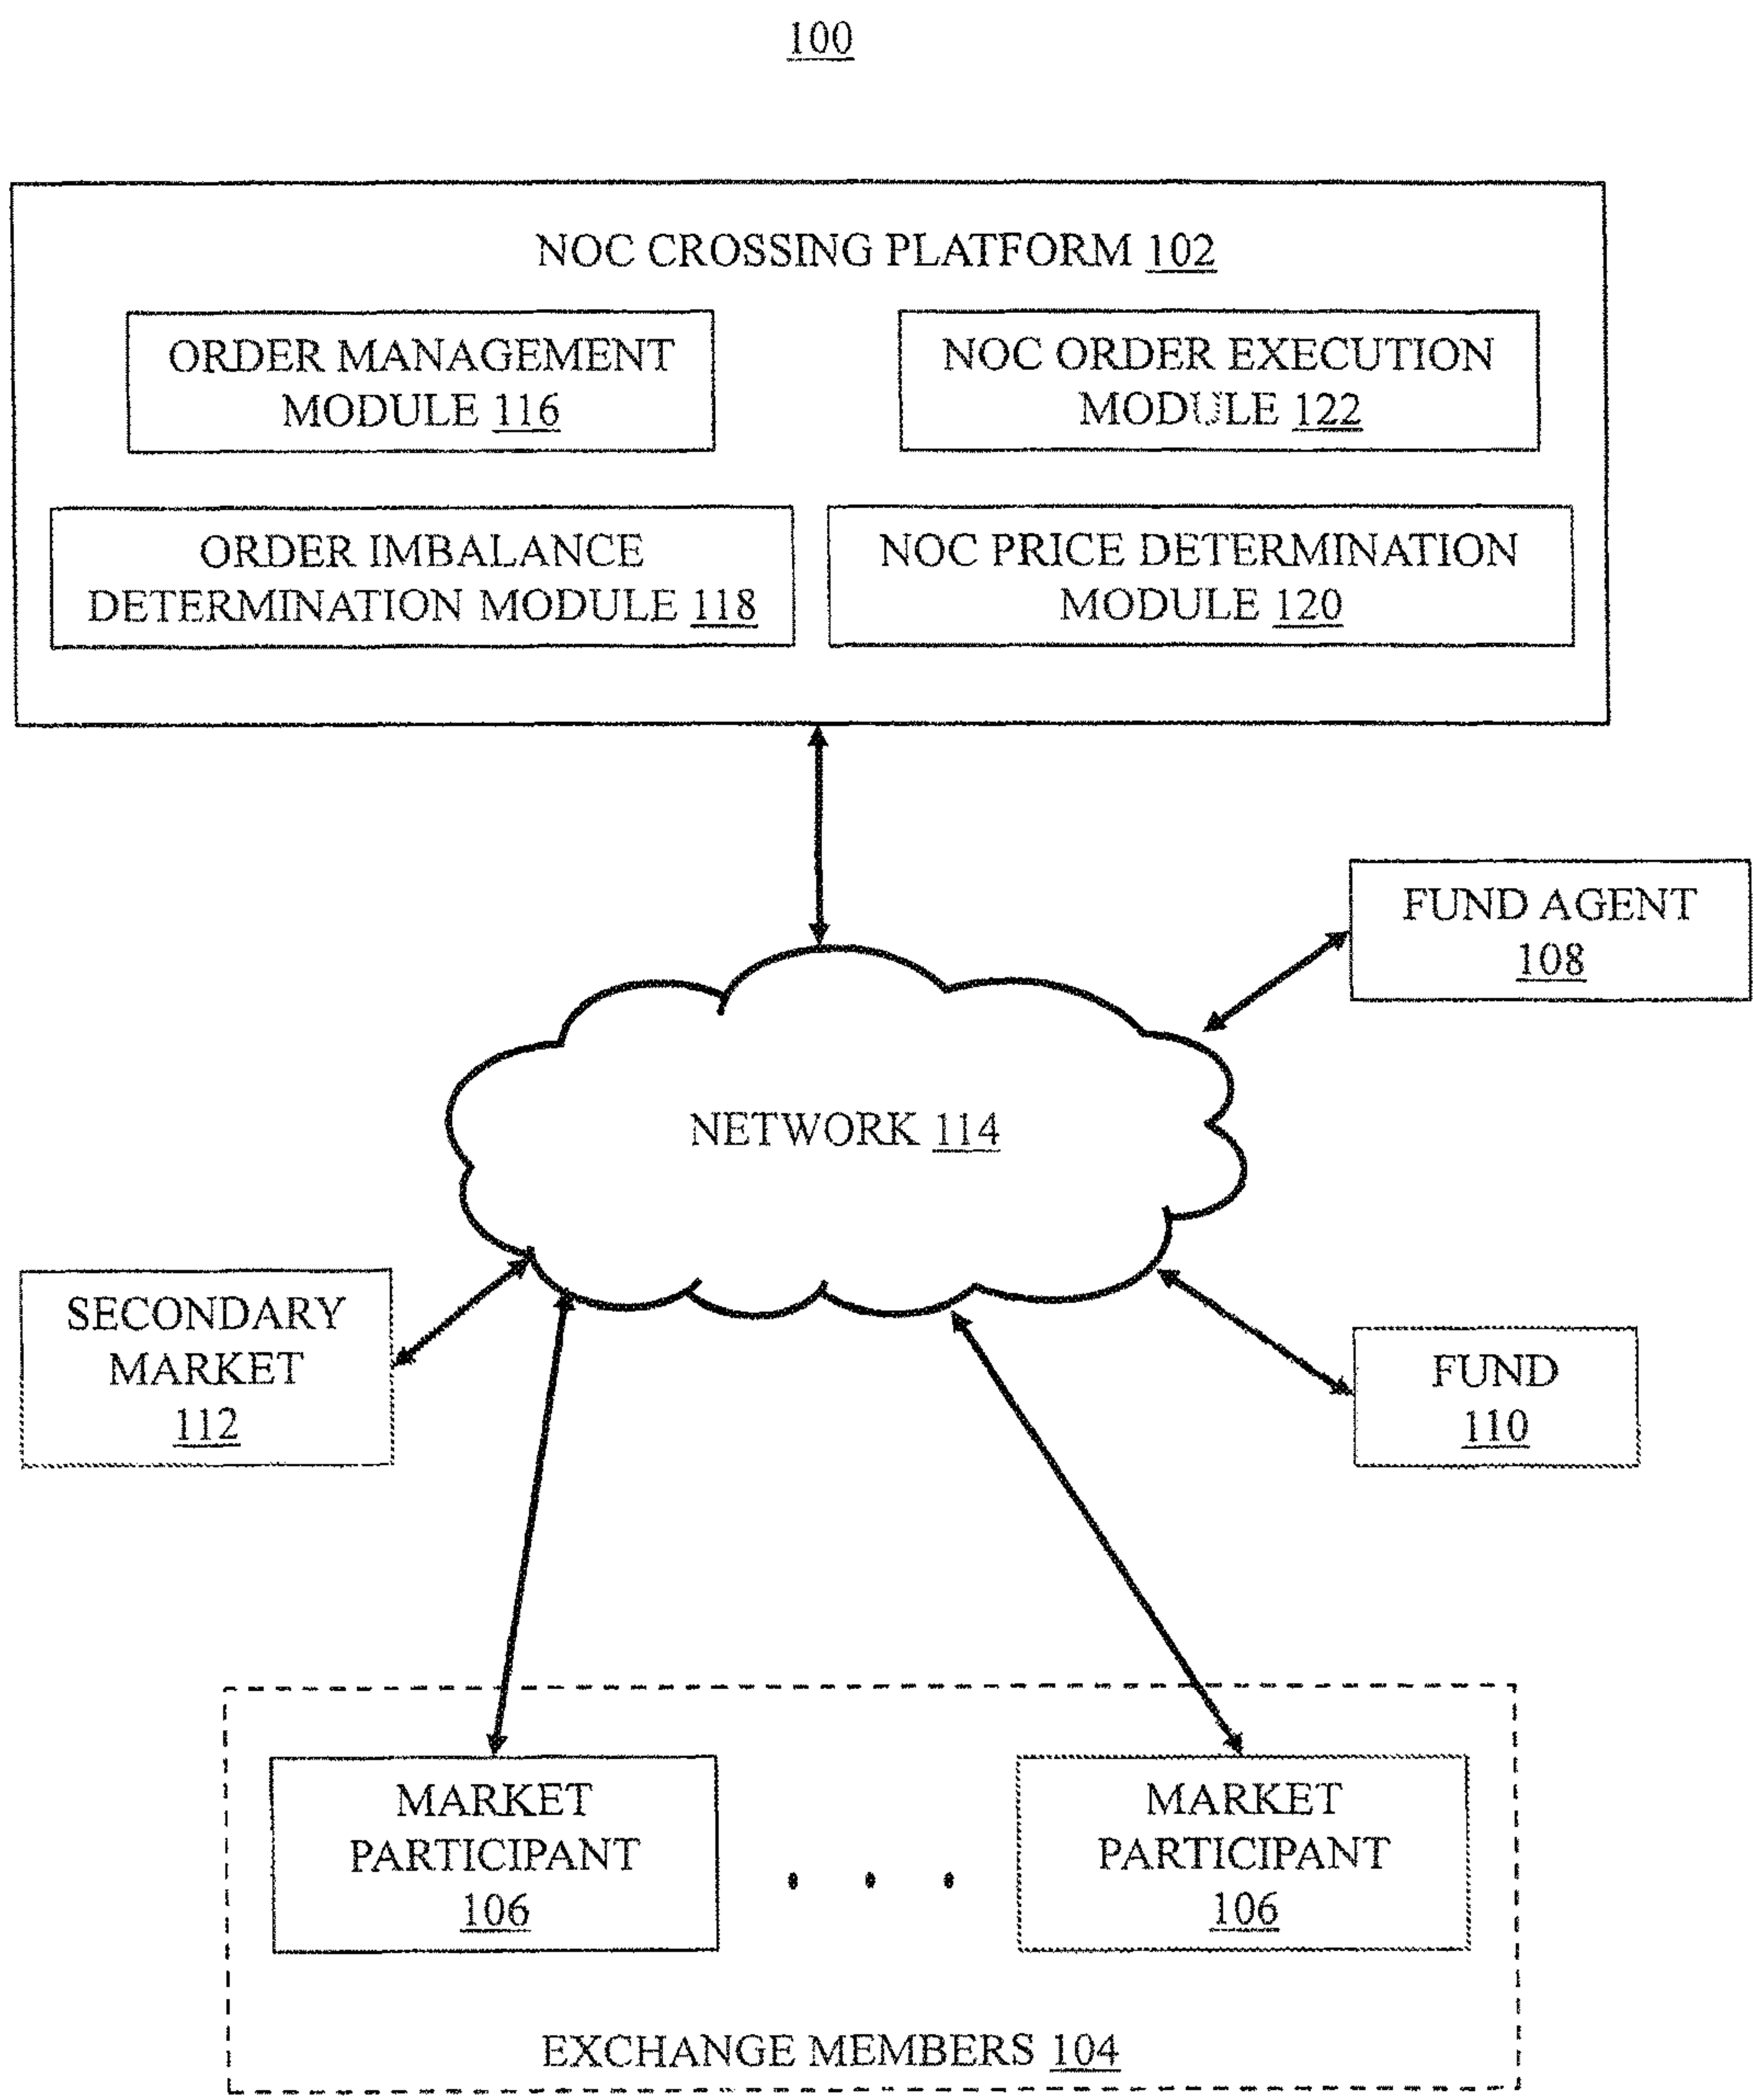 100
NOC CROSSING PLATFORM 102
ORDER MANAGEMENT
MODULE 116
NOC ORDER EXECUTION
MODULE 122
ORDER IMBALANCE
DETERMINATION MODULE 118
NOC PRICE DETERMINATION
MODULE 120
FUND AGENT
108
NETWORK 114
SECONDARY
MARKET
112
FUND
110
MARKET
PARTICIPANT
106
. . .
MARKET
PARTICIPANT
106
EXCHANGE MEMBERS 104